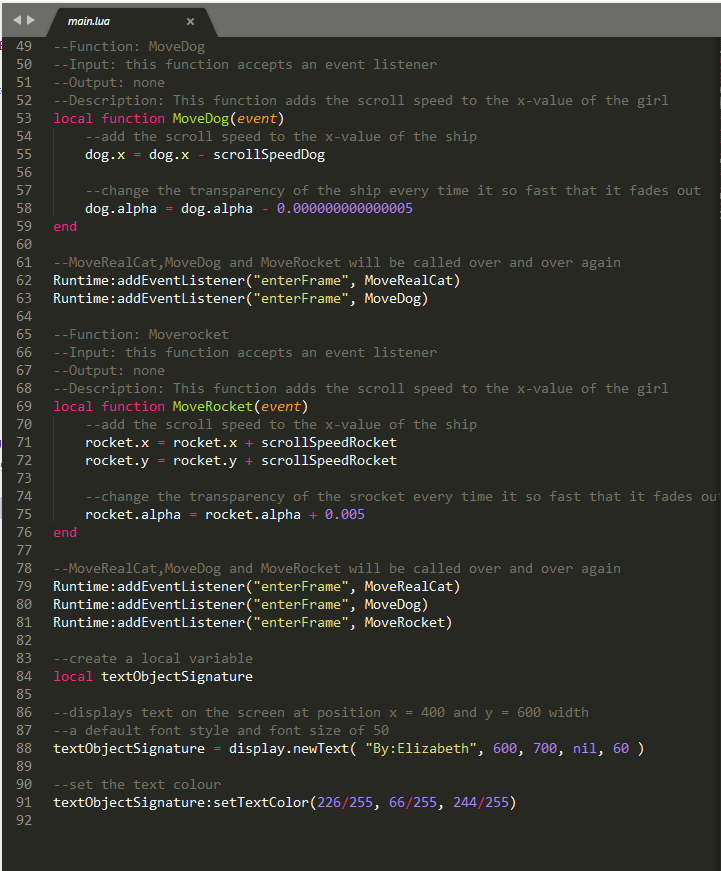 main.lua ×
49 --Function: MoveDog
50 --Input: this function accepts an event listener
51 --Output: none
52 --Description: This function adds the scroll speed to the x-value of the girl
53 local function MoveDog(event)
54 --add the scroll speed to the x-value of the ship
55 dog.x = dog.x - scrollSpeedDog
56
57 --change the transparency of the ship every time it so fast that it fades out
58 dog.alpha = dog.alpha - 0.000000000000005
59 end
60
61 --MoveRealCat,MoveDog and MoveRocket will be called over and over again
62 Runtime:addEventListener("enterFrame", MoveRealCat)
63 Runtime:addEventListener("enterFrame", MoveDog)
64
65 --Function: Moverocket
66 --Input: this function accepts an event listener
67 --Output: none
68 --Description: This function adds the scroll speed to the x-value of the girl
69 local function MoveRocket(event)
70 --add the scroll speed to the x-value of the ship
71 rocket.x = rocket.x + scrollSpeedRocket
72 rocket.y = rocket.y + scrollSpeedRocket
73
74 --change the transparency of the srocket every time it so fast that it fades ou
75 rocket.alpha = rocket.alpha + 0.005
76 end
77
78 --MoveRealCat,MoveDog and MoveRocket will be called over and over again
79 Runtime:addEventListener("enterFrame", MoveRealCat)
80 Runtime:addEventListener("enterFrame", MoveDog)
81 Runtime:addEventListener("enterFrame", MoveRocket)
82
83 --create a local variable
84 local textObjectSignature
85
86 --displays text on the screen at position x = 400 and y = 600 width
87 --a default font style and font size of 50
88 textObjectSignature = display.newText( "By:Elizabeth", 600, 700, nil, 60 )
89
90 --set the text colour
91 textObjectSignature:setTextColor(226/255, 66/255, 244/255)
92